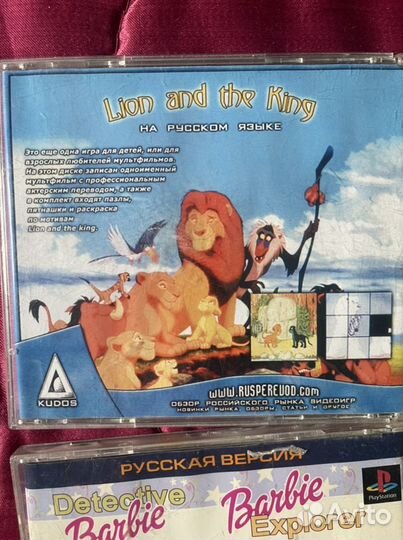 Lion and the King
НА РУССКОМ ЯЗЫКЕ
Это еще одна игра для детей, или для
взрослых любителей мультфильмов.
На этом диске записан одноименный
мультфильм с профессиональным
актерским переводом, а также
в комплект входят пазлы,
пятнашки и раскраска
по мотивам
Lion and the king.
KUDOS
WWW.RUSPEREVOD.COM
ОБЗОР РОССИЙСКОГО РЫНКА ВИДЕОИГР
НОВИНКИ РЫНКА, ОБЗОРЫ, СТАТЬИ И ДРУГОЕ
РУССКАЯ ВЕРСИЯ
Detective
Barbie
Barbie
Explorer
PlayStation
Avito